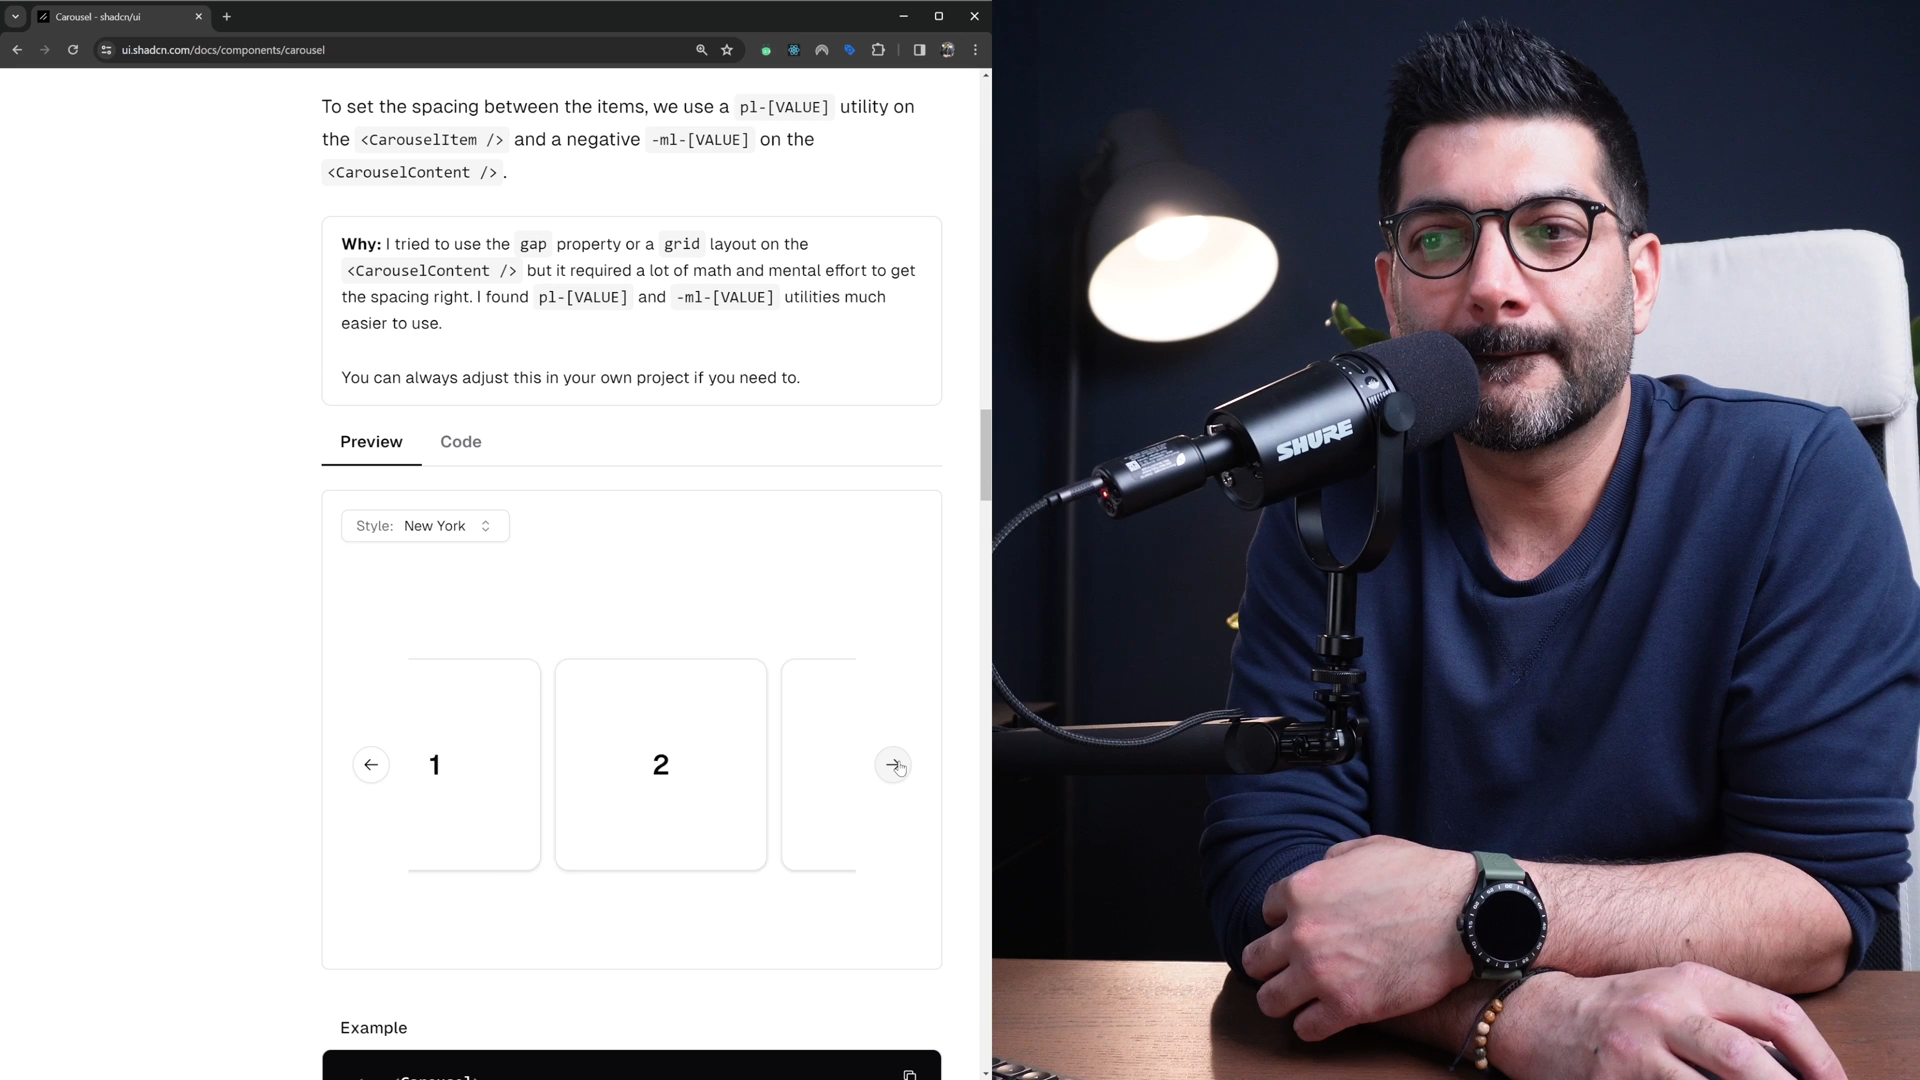 Carousel - shadcn/ui
ui.shadcn.com/docs/components/carousel
To set the spacing between the items, we use a pl-[VALUE] utility on
the <CarouselItem /> and a negative -ml-[VALUE] on the
<CarouselContent />.
Why: I tried to use the gap property or a grid layout on the
<CarouselContent /> but it required a lot of math and mental effort to get
the spacing right. I found pl-[VALUE] and -ml-[VALUE] utilities much
easier to use.
You can always adjust this in your own project if you need to.
Preview Code
Style: New York
1 2
Example
<Carousel>
SHURE